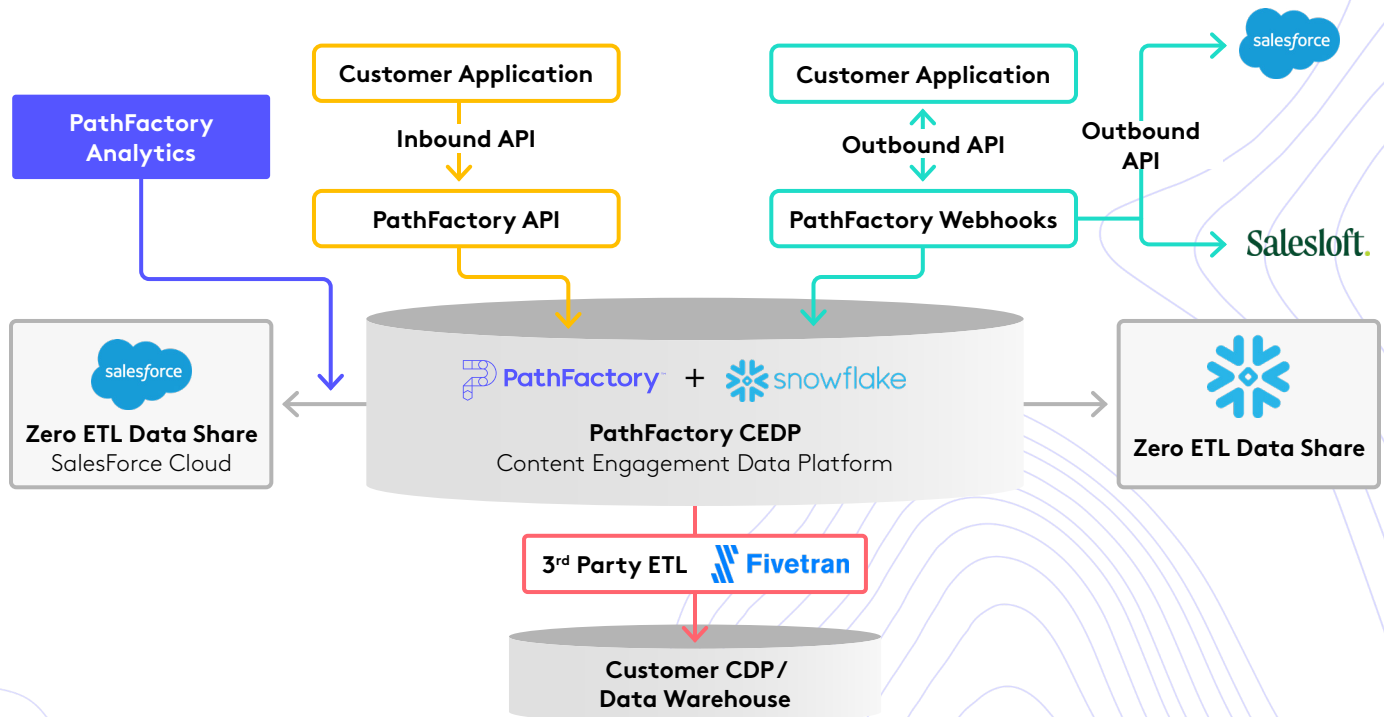 salesforce
Customer Application
Customer Application
PathFactory
Analytics
Inbound API
Outbound API
Outbound
API
PathFactory API
PathFactory Webhooks
Salesloft.
salesforce
Zero ETL Data Share
SalesForce Cloud
PathFactory™ + snowflake
PathFactory CEDP
Content Engagement Data Platform
Zero ETL Data Share
3rd Party ETL Fivetran
Customer CDP /
Data Warehouse